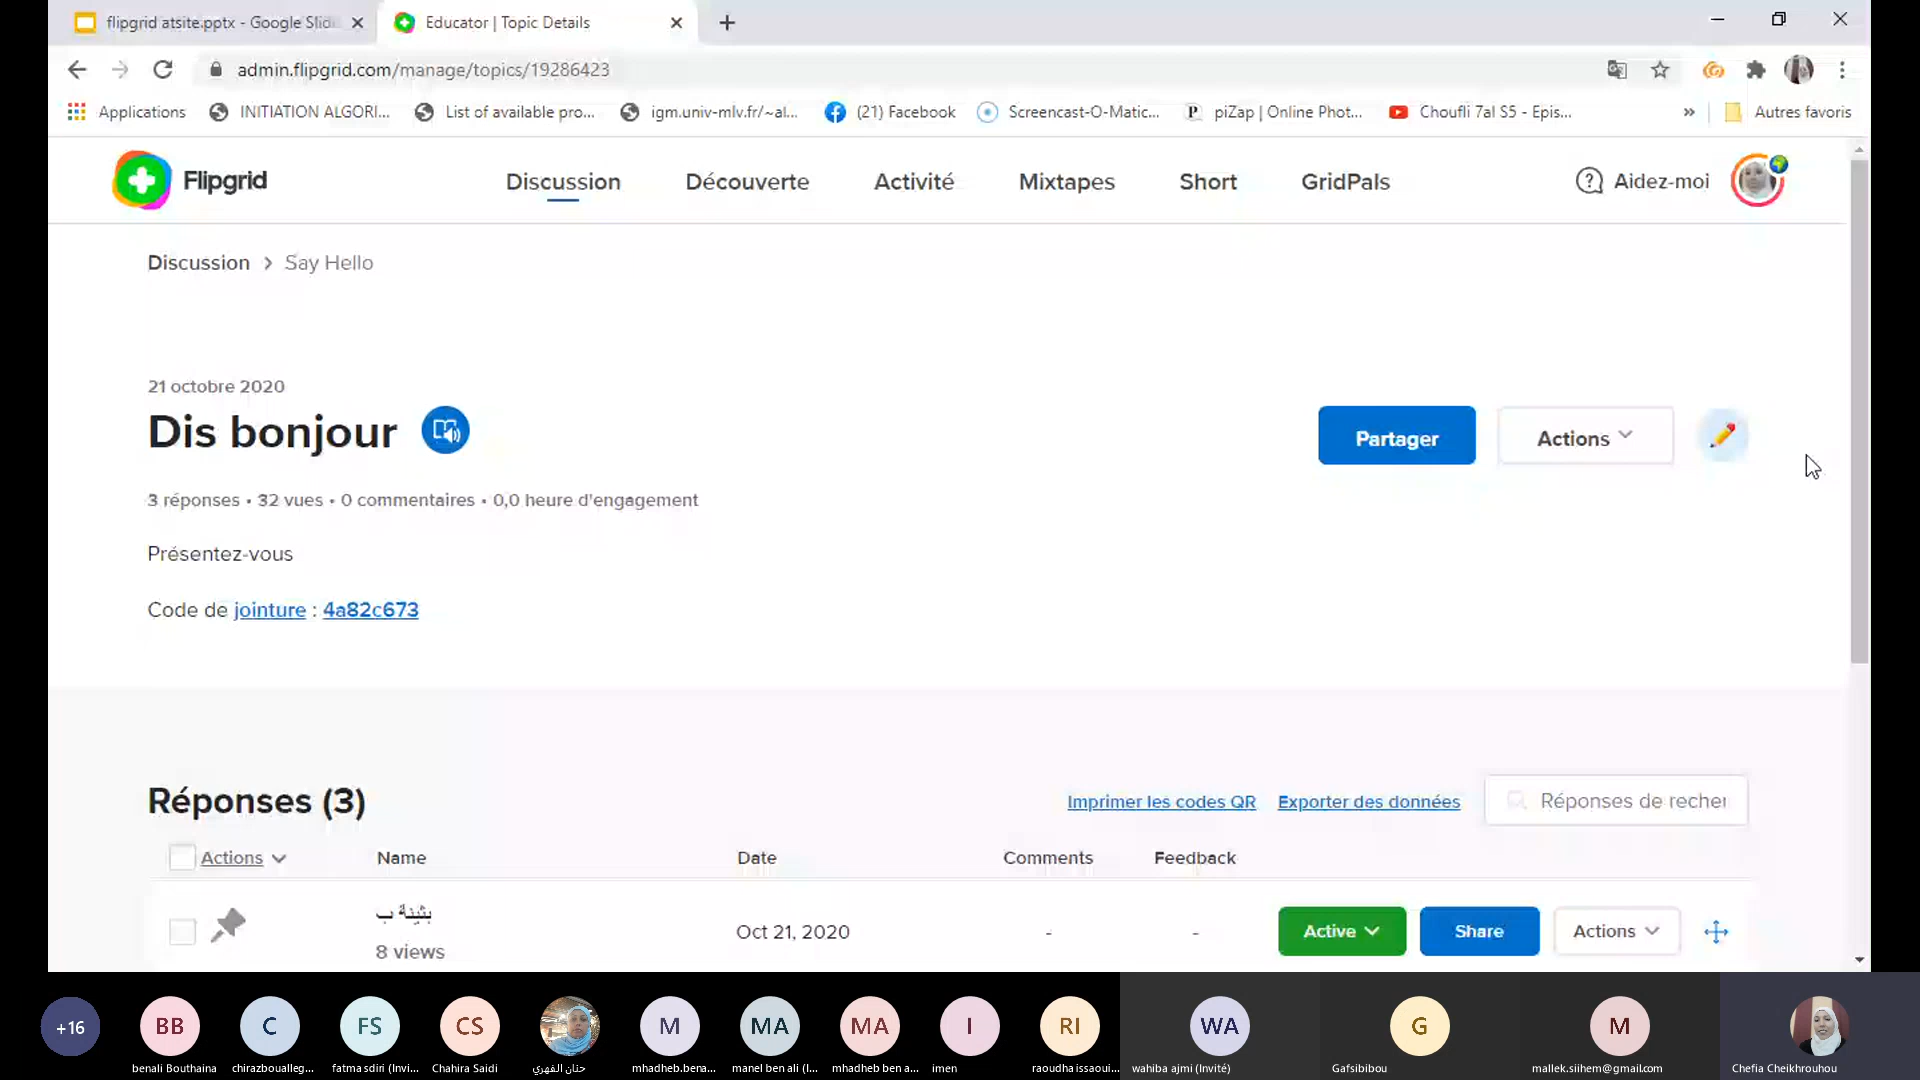 flipgrid atsite.pptx - Google Slid
Educator | Topic Details
admin.flipgrid.com/manage/topics/19286423
Applications
INITIATION ALGORI...
List of available pro...
igm.univ-mlv.fr/~al...
(21) Facebook
Screencast-O-Matic...
piZap | Online Phot...
Choufli 7al S5 - Epis...
»
Autres favoris
Flipgrid
Discussion
Découverte
Activité
Mixtapes
Short
GridPals
Aidez-moi
Discussion > Say Hello
21 octobre 2020
Dis bonjour
Partager
Actions
3 réponses • 32 vues • 0 commentaires • 0,0 heure d'engagement
Présentez-vous
Code de jointure : 4a82c673
Réponses (3)
Imprimer les codes QR
Exporter des données
Réponses de recher
Actions
Name
Date
Comments
Feedback
بثينة ب
8 views
Oct 21, 2020
-
-
Active
Share
Actions
+16
BB
C
FS
CS
M
MA
MA
I
RI
WA
G
M
benali Bouthaina
chirazboualleg...
fatma sdiri (Invi...
Chahira Saidi
حنان الفهري
mhadheb.bena...
manel ben ali (I...
mhadheb ben a...
imen
raoudha issaoui...
wahiba ajmi (Invité)
Gafsibibou
mallek.siihem@gmail.com
Chefia Cheikhrouhou